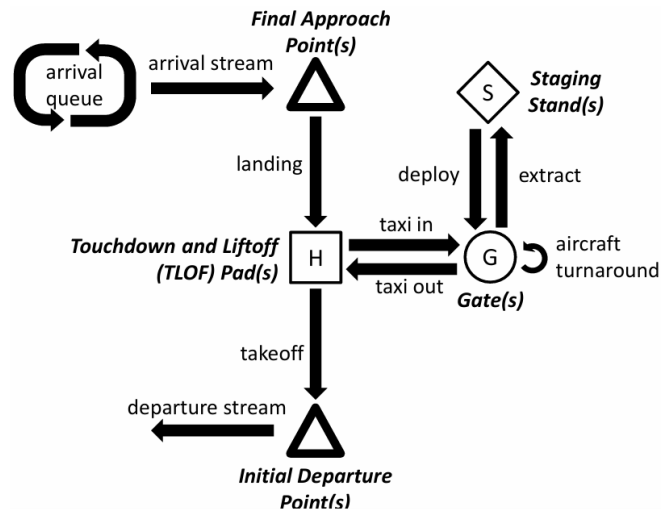 Final Approach
Point(s)
arrival
queue
arrival stream
S
Staging
Stand(s)
landing
deploy
extract
Touchdown and Liftoff
(TLOF) Pad(s)
H
taxi in
taxi out
G
aircraft
turnaround
Gate(s)
takeoff
departure stream
Initial Departure
Point(s)